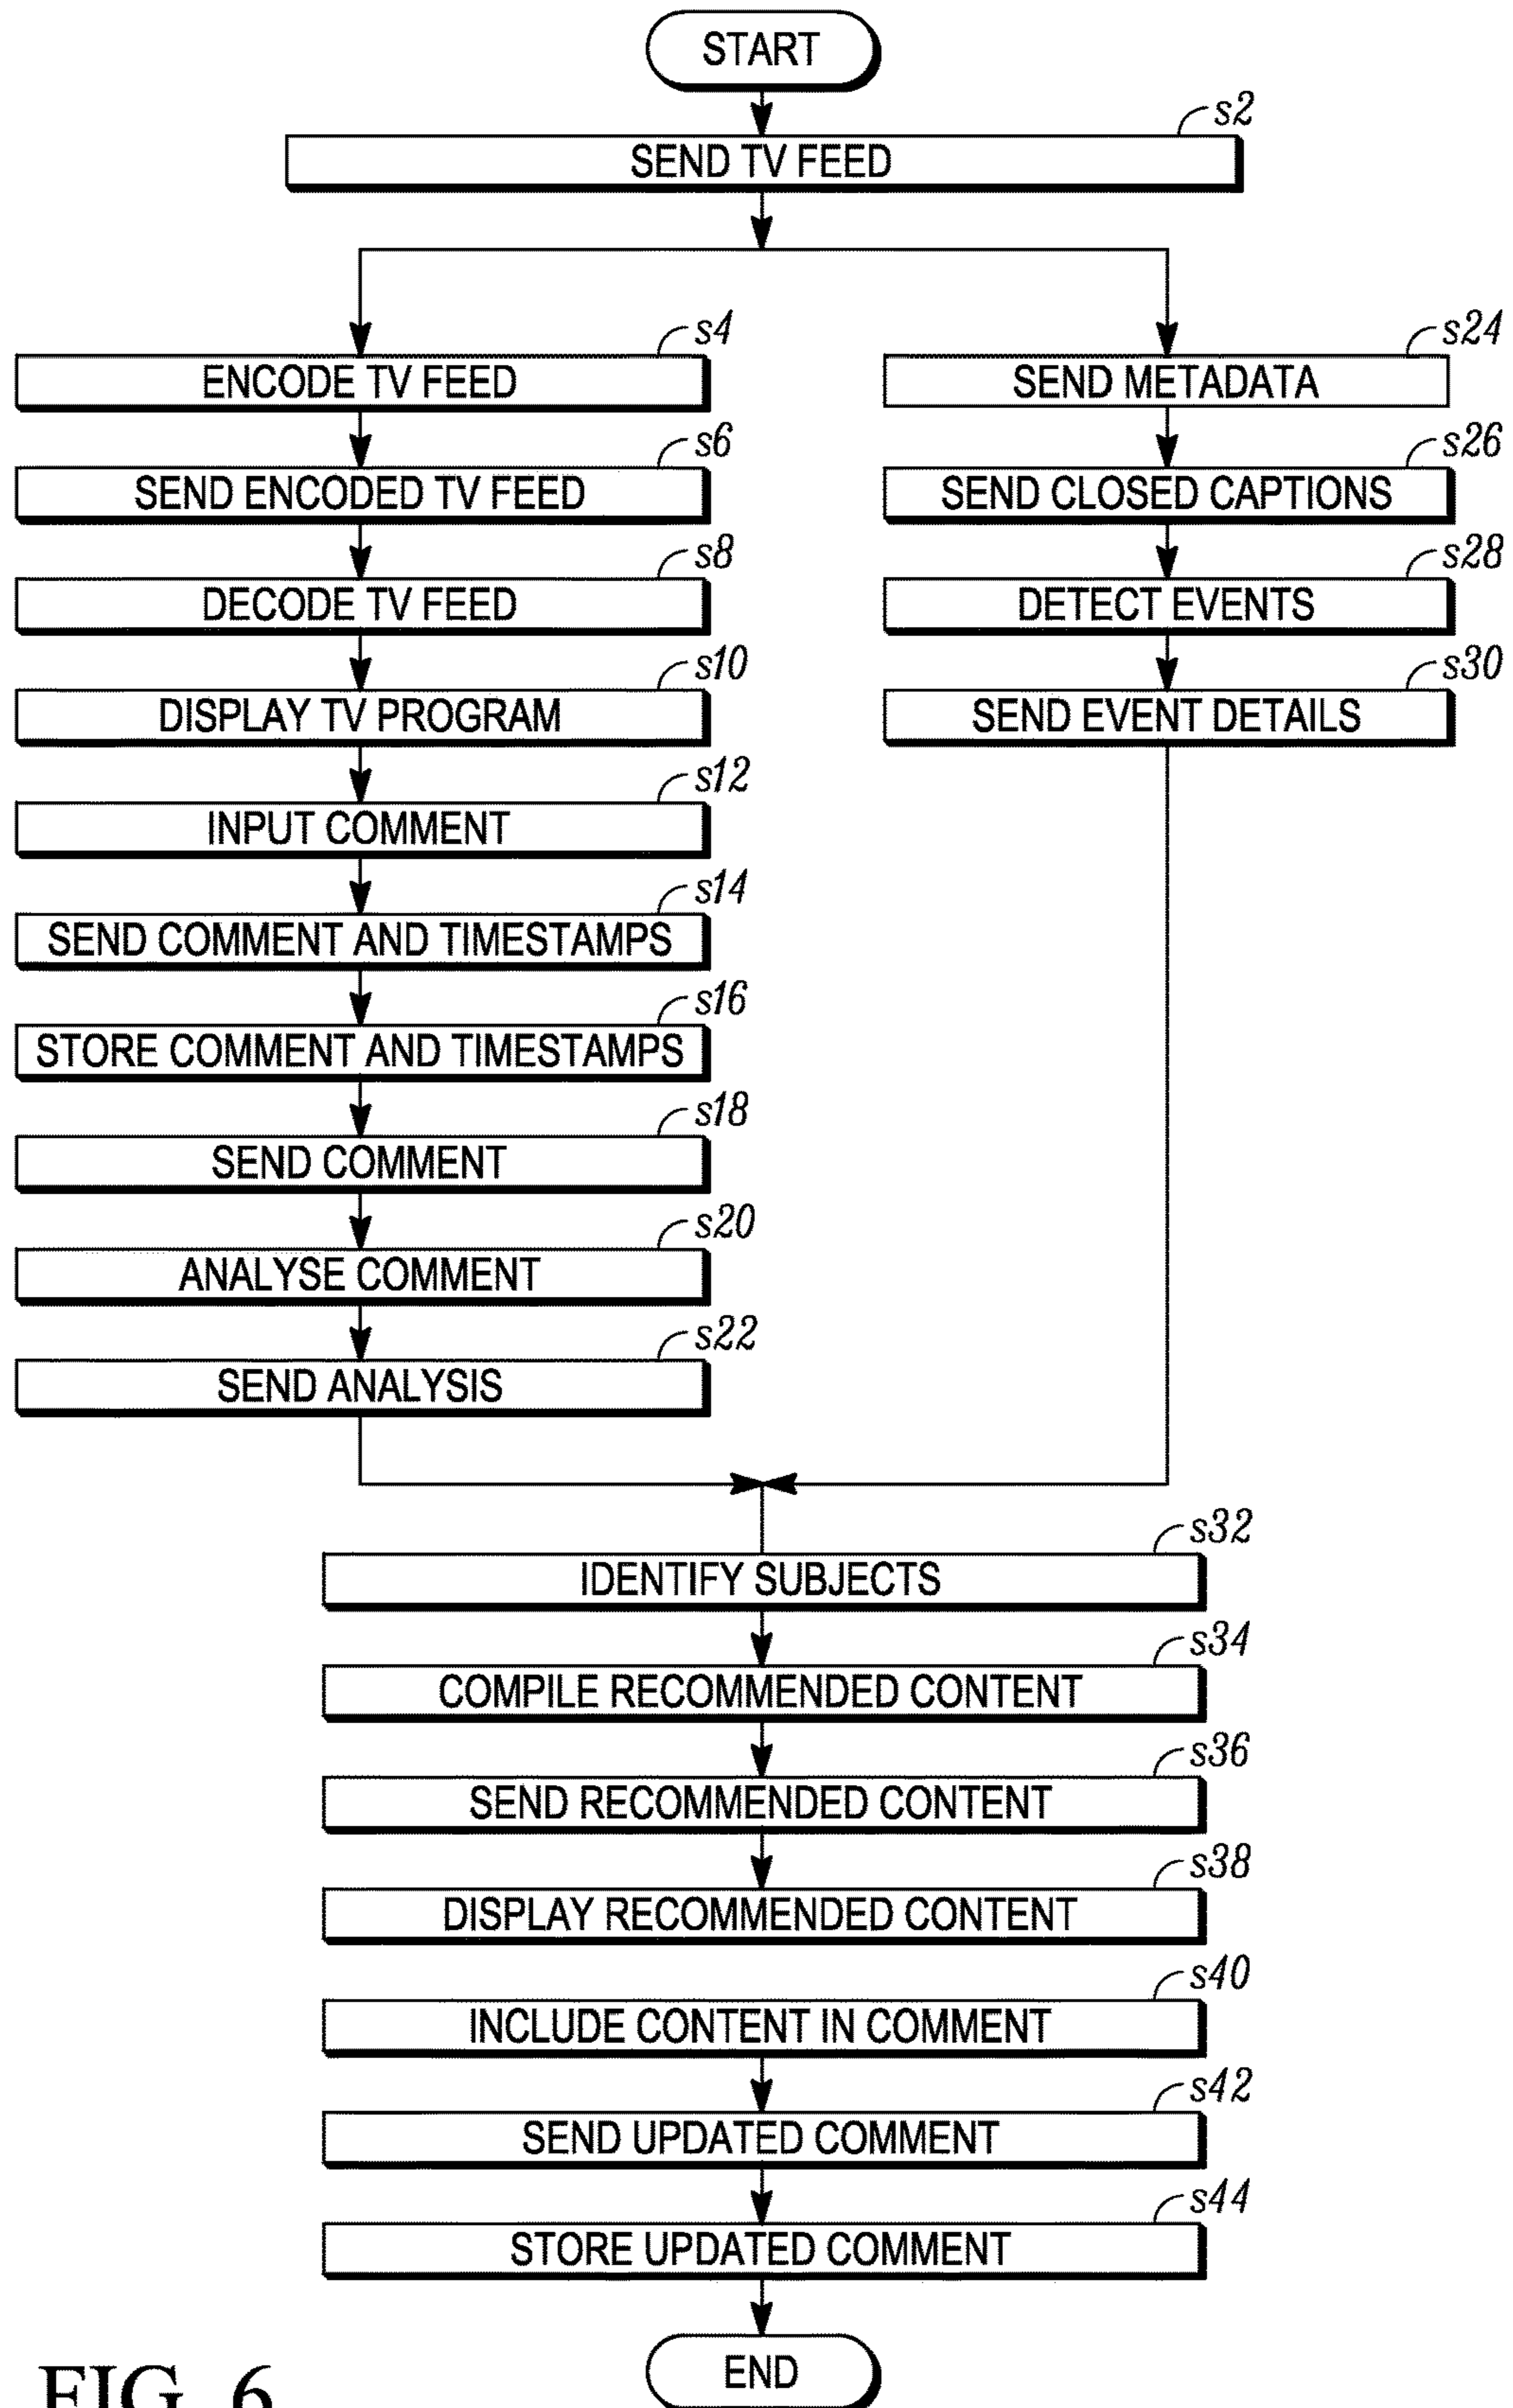 START
s2
SEND TV FEED
s4
ENCODE TV FEED
s6
SEND ENCODED TV FEED
s8
DECODE TV FEED
s10
DISPLAY TV PROGRAM
s12
INPUT COMMENT
s14
SEND COMMENT AND TIMESTAMPS
s16
STORE COMMENT AND TIMESTAMPS
s18
SEND COMMENT
s20
ANALYSE COMMENT
s22
SEND ANALYSIS
s24
SEND METADATA
s26
SEND CLOSED CAPTIONS
s28
DETECT EVENTS
s30
SEND EVENT DETAILS
s32
IDENTIFY SUBJECTS
s34
COMPILE RECOMMENDED CONTENT
s36
SEND RECOMMENDED CONTENT
s38
DISPLAY RECOMMENDED CONTENT
s40
INCLUDE CONTENT IN COMMENT
s42
SEND UPDATED COMMENT
s44
STORE UPDATED COMMENT
END
FIG. 6